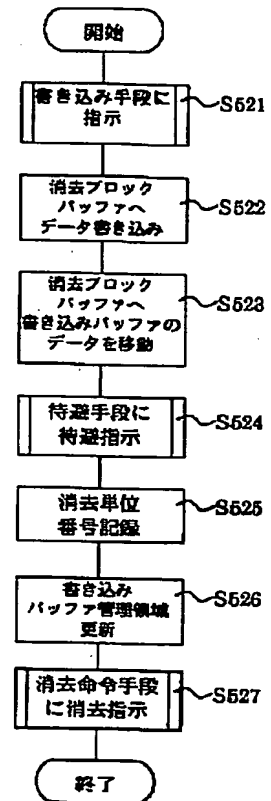 開始
書き込み手段に
指示
S521
消去ブロック
バッファへ
データ書き込み
S522
消去ブロック
バッファへ
書き込みバッファの
データを移動
S523
待避手段に
待避指示
S524
消去単位
番号記録
S525
書き込み
バッファ管理領域
更新
S526
消去命令手段
に消去指示
S527
終了